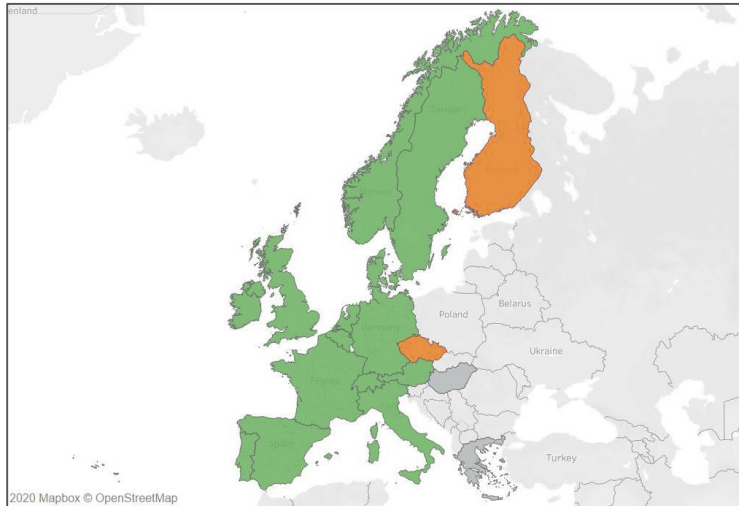 enland
Sweden
Norway
Finland
Poland
Belarus
Germany
Ukraine
France
Spain
Turkey
2020 Mapbox © OpenStreetMap